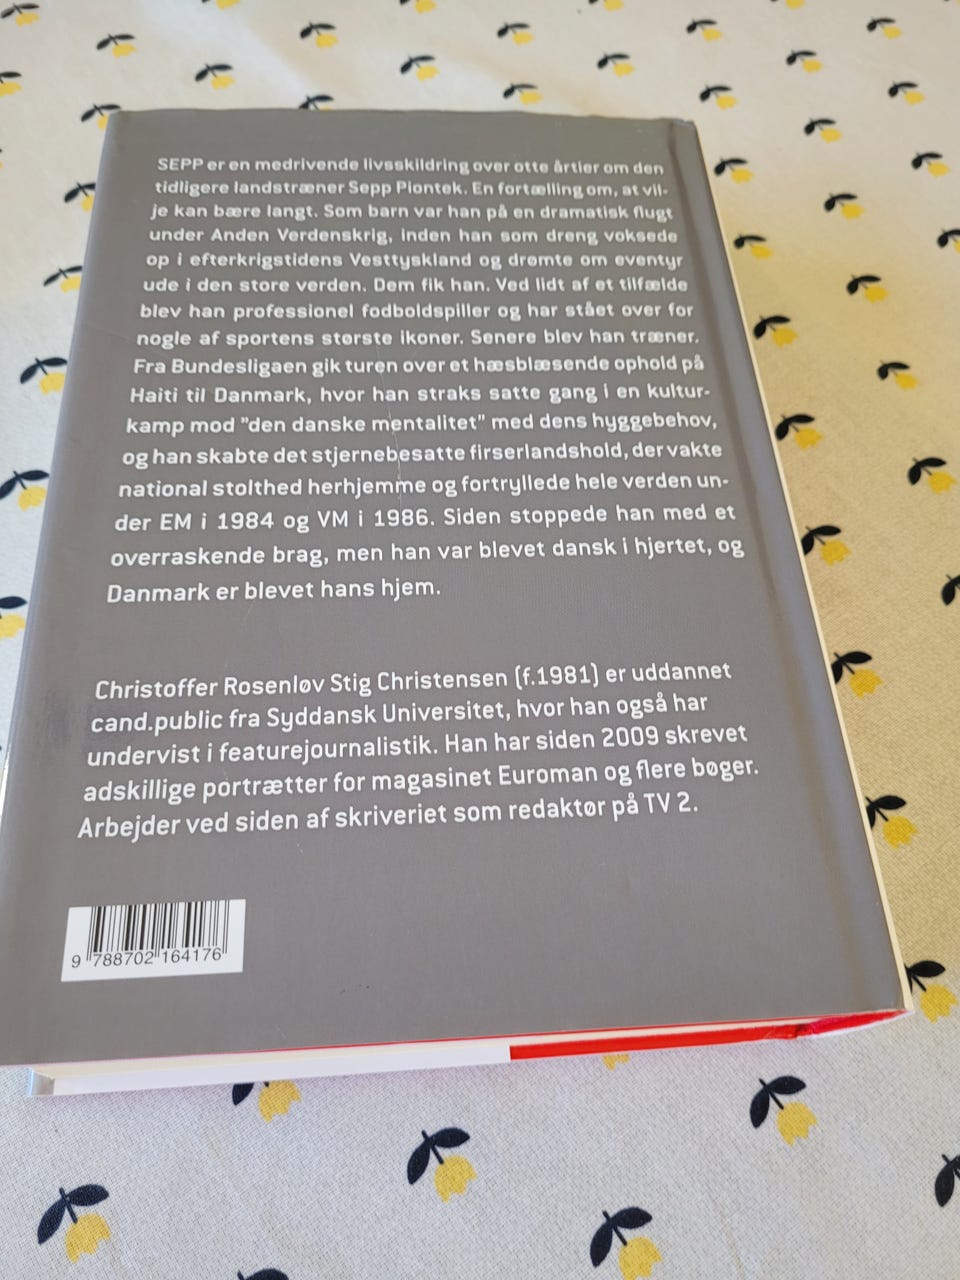 SEPP er en medrivende livsskildring over otte årtier om den
tidligere landstræner Sepp Piontek. En fortælling om, at vil-
je kan bære langt. Som barn var han på en dramatisk flugt
under Anden Verdenskrig, inden han som dreng voksede
op i efterkrigstidens Vesttyskland og drømte om eventyr
ude i den store verden. Dem fik han. Ved lidt af et tilfælde
blev han professionel fodboldspiller og har stået over for
nogle af sportens største ikoner. Senere blev han træner.
Fra Bundesligaen gik turen over et hæsblæsende ophold på
Haiti til Danmark, hvor han straks satte gang i en kultur-
kamp mod "den danske mentalitet" med dens hyggebehov,
og han skabte det stjernebesatte firserlandshold, der vakte
national stolthed herhjemme og fortryllede hele verden un-
der EM i 1984 og VM i 1986. Siden stoppede han med et
overraskende brag, men han var blevet dansk i hjertet, og
Danmark er blevet hans hjem.
Christoffer Rosenløv Stig Christensen (f.1981) er uddannet
cand.public fra Syddansk Universitet, hvor han også har
undervist i featurejournalistik. Han har siden 2009 skrevet
adskillige portrætter for magasinet Euroman og flere bøger.
Arbejder ved siden af skriveriet som redaktør på TV 2.
9 788702 164176